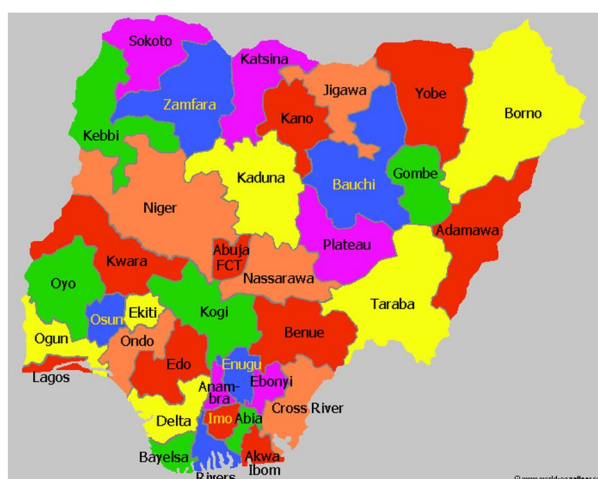 Sokoto
Katsina
Jigawa
Yobe
Borno
Zamfara
Kano
Kebbi
Kaduna
Bauchi
Gombe
Niger
Plateau
Adamawa
Abuja
FCT
Kwara
Nassarawa
Oyo
Kogi
Taraba
Osun
Ekiti
Ogun
Ondo
Benue
Lagos
Edo
Enugu
Anam-
bra
Ebonyi
Cross River
Delta
Imo
Abia
Bayelsa
Akwa
Ibom
Rivers